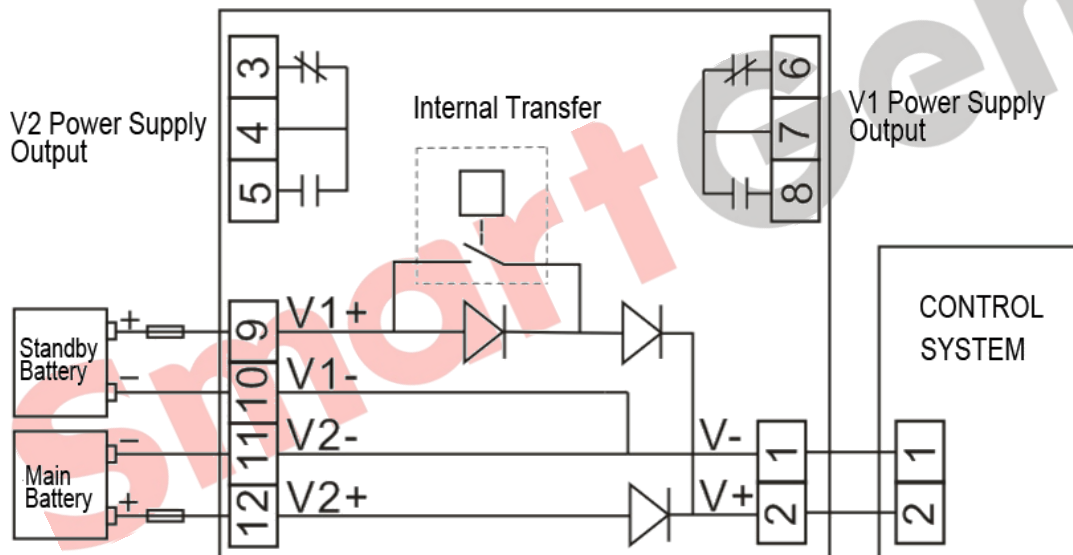 V2 Power Supply
Output
3
4
5
Internal Transfer
6
7
8
V1 Power Supply
Output
Standby
Battery
+
−
Main
Battery
−
+
9
10
11
12
V1+
V1-
V2-
V2+
V-
V+
1
2
CONTROL
SYSTEM
1
2
SmartGen